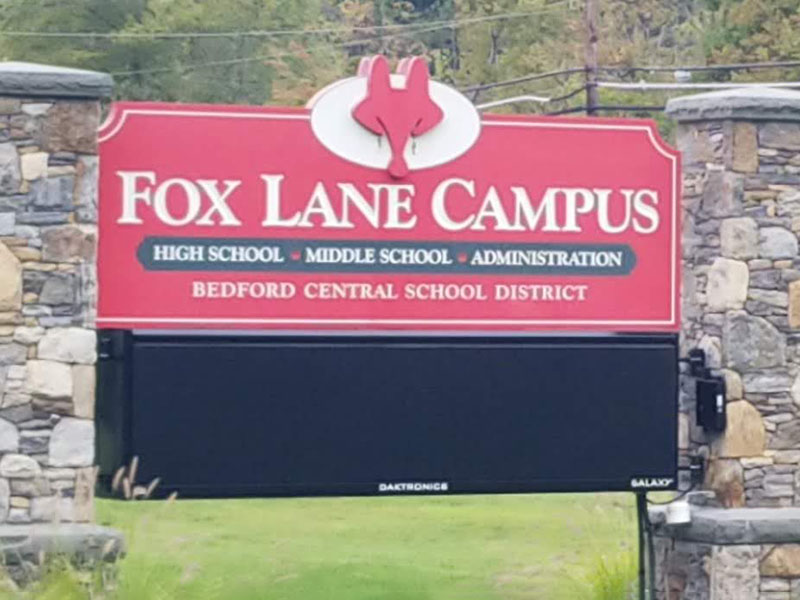 FOX LANE CAMPUS
HIGH SCHOOL - MIDDLE SCHOOL - ADMINISTRATION
BEDFORD CENTRAL SCHOOL DISTRICT
DAKTRONICS GALAXY